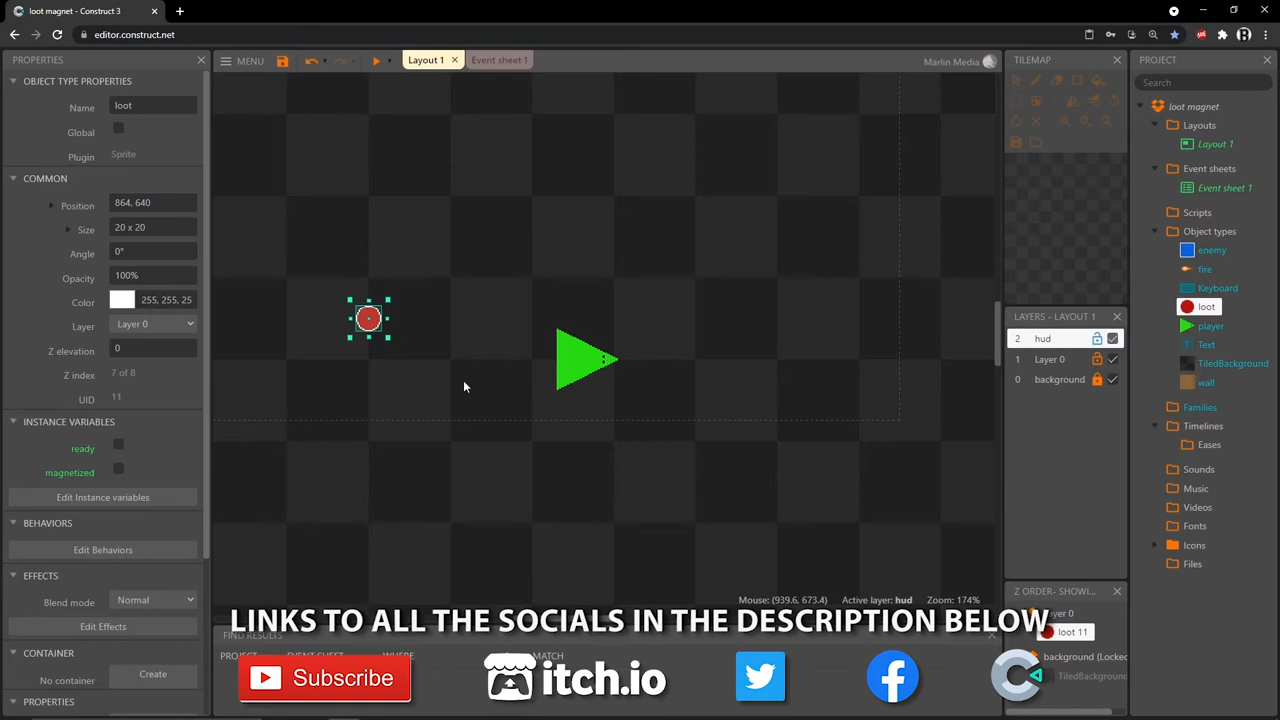 loot magnet - Construct 3
editor.construct.net
PROPERTIES
OBJECT TYPE PROPERTIES
Name loot
Global
Plugin Sprite
COMMON
Position 864, 640
Size 20 x 20
Angle 0°
Opacity 100%
Color 255, 255, 25
Layer Layer 0
Z elevation 0
Z index 7 of 8
UID 11
INSTANCE VARIABLES
ready
magnetized
Edit Instance variables
BEHAVIORS
Edit Behaviors
EFFECTS
Blend mode Normal
Edit Effects
CONTAINER
No container Create
PROPERTIES
MENU
Layout 1
Event sheet 1
Marlin Media
Mouse: (939.6, 673.4) Active layer: hud Zoom: 174%
FIND RESULTS
TILEMAP
LAYERS - LAYOUT 1
2 hud
1 Layer 0
0 background
Z ORDER- SHOWI...
Layer 0
loot 11
background (Locked
TiledBackground
PROJECT
Search
loot magnet
Layouts
Layout 1
Event sheets
Event sheet 1
Scripts
Object types
enemy
fire
Keyboard
loot
player
Text
TiledBackground
wall
Families
Timelines
Eases
Sounds
Music
Videos
Fonts
Icons
Files
LINKS TO ALL THE SOCIALS IN THE DESCRIPTION BELOW
Subscribe
itch.io